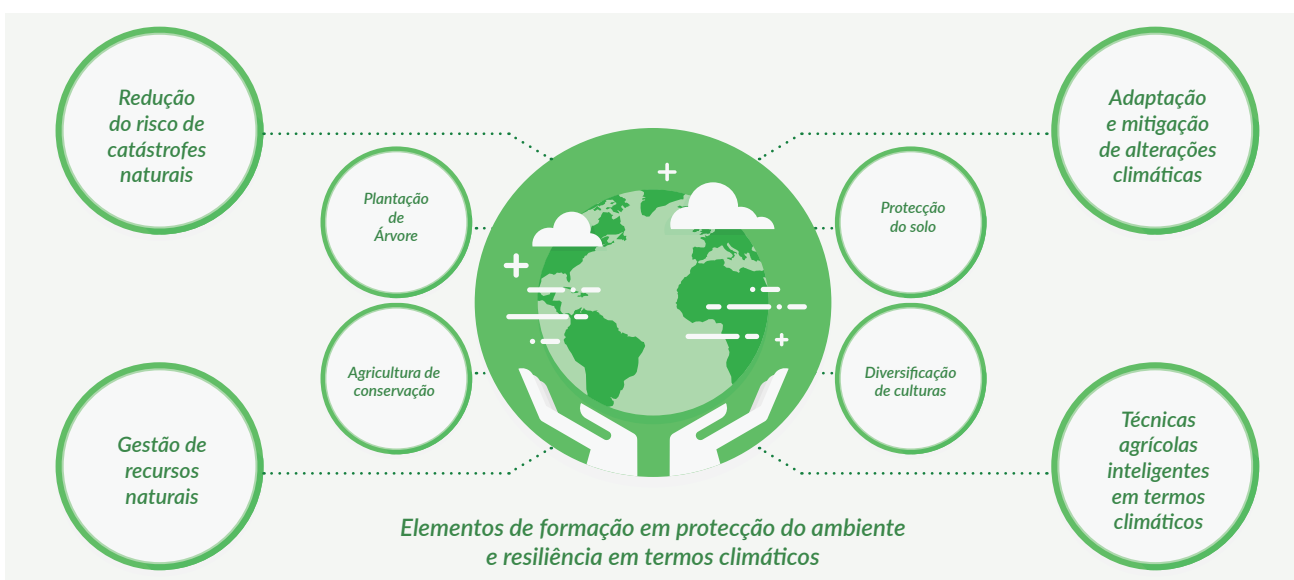 Redução
do risco de
catástrofes
naturais
Adaptação
e mitigação
de alterações
climáticas
Plantação
de
Árvore
Protecção
do solo
Agricultura de
conservação
Diversificação
de culturas
Gestão de
recursos
naturais
Técnicas
agrícolas
inteligentes
em termos
climáticos
Elementos de formação em protecção do ambiente
e resiliência em termos climáticos